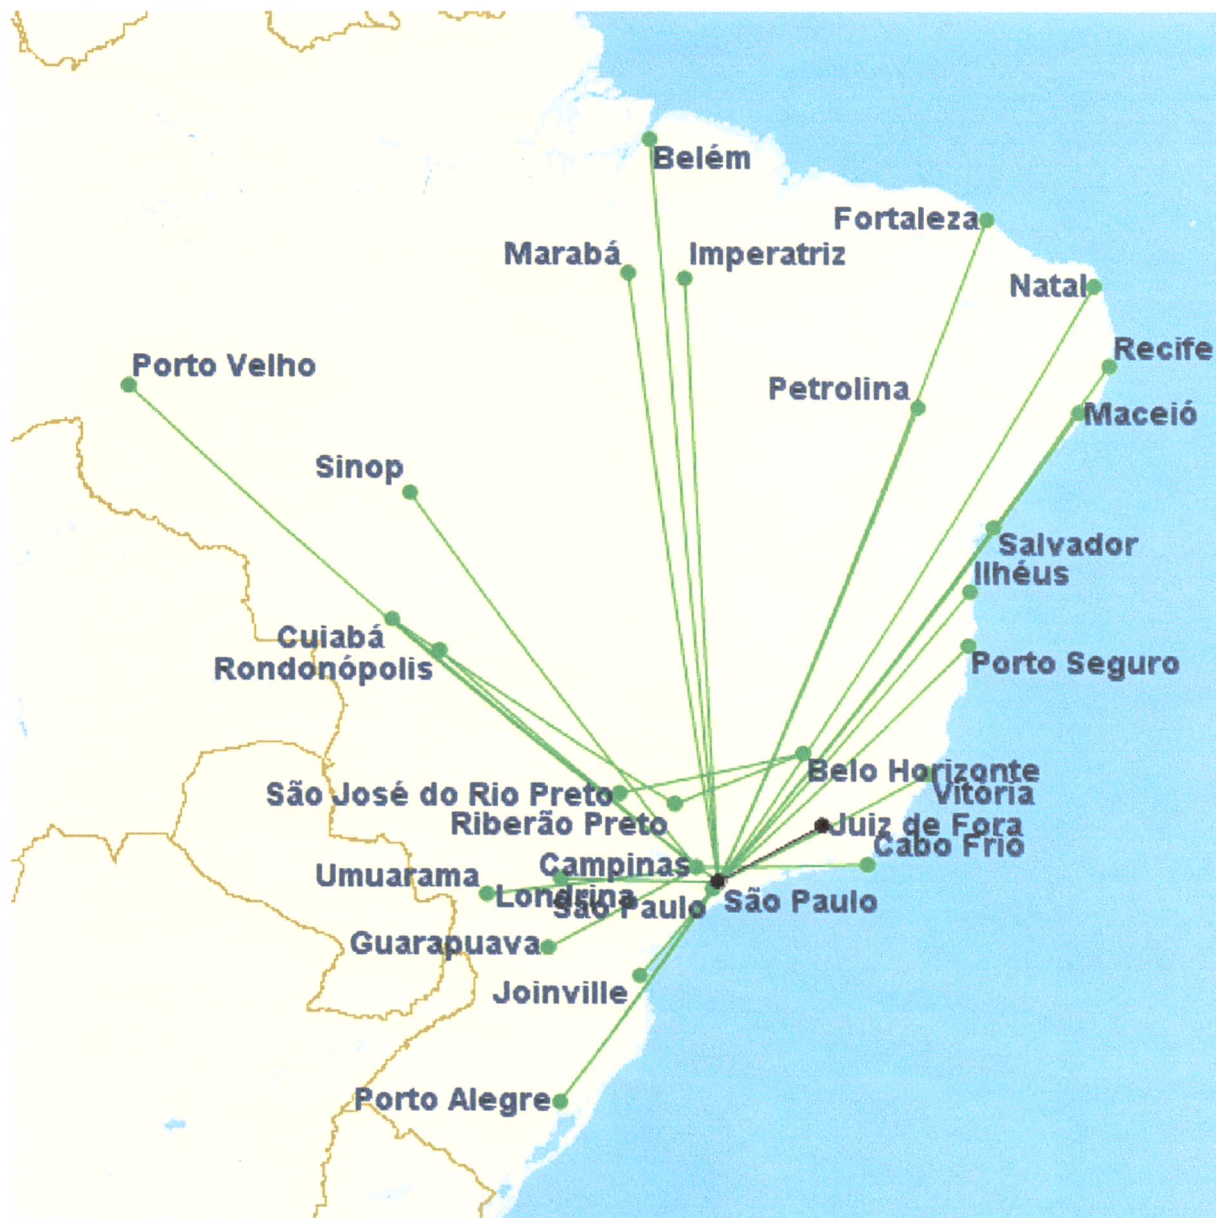 Belém
Fortaleza
Marabá
Imperatriz
Natal
Recife
Porto Velho
Petrolina
Maceió
Sinop
Salvador
Ilhéus
Cuiabá
Rondonópolis
Porto Seguro
Belo Horizonte
São José do Rio Preto
Vitória
Riberão Preto
Juiz de Fora
Cabo Frio
Campinas
Umuarama
Londrina
São Paulo
São Paulo
Guarapuava
Joinville
Porto Alegre